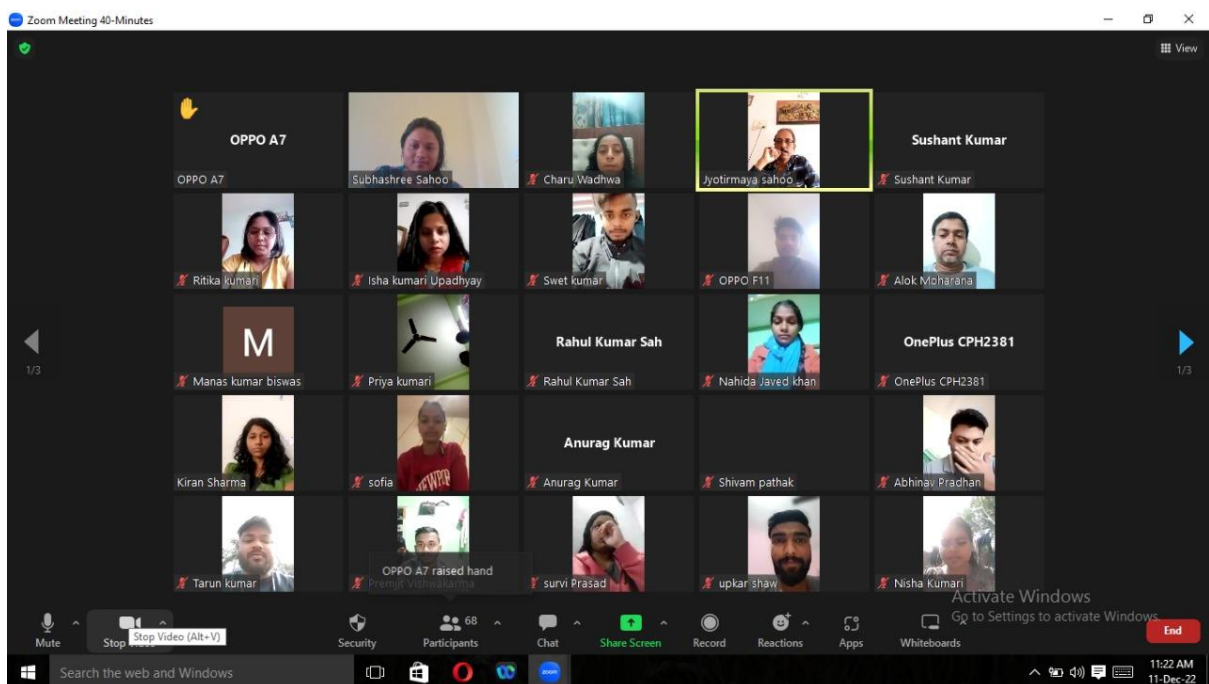 Zoom Meeting 40-Minutes
View
OPPO A7
Sushant Kumar
OPPO A7
Subhashree Sahoo
Charu Wadhwa
Jyotirmaya sahoo
Sushant Kumar
Ritika kumari
Isha kumari Upadhyay
Swet kumar
OPPO F11
Alok Moharana
M
Rahul Kumar Sah
OnePlus CPH2381
1/3
1/3
Manas kumar biswas
Priya kumari
Rahul Kumar Sah
Nahida Javed khan
OnePlus CPH2381
NEWPR
Anurag Kumar
Kiran Sharma
sofia
Anurag Kumar
Shivam pathak
Abhinav Pradhan
OPPO A7 raised hand
Tarun kumar
Premjit Vishwakarma
survi Prasad
upkar shaw
Nisha Kumari
Activate Windows
Go to Settings to activate Windows.
68
Mute
Stop
Stop Video (Alt+V)
Security
Participants
Chat
Share Screen
Record
Reactions
Apps
Whiteboards
End
Search the web and Windows
zoom
11:22 AM
11-Dec-22